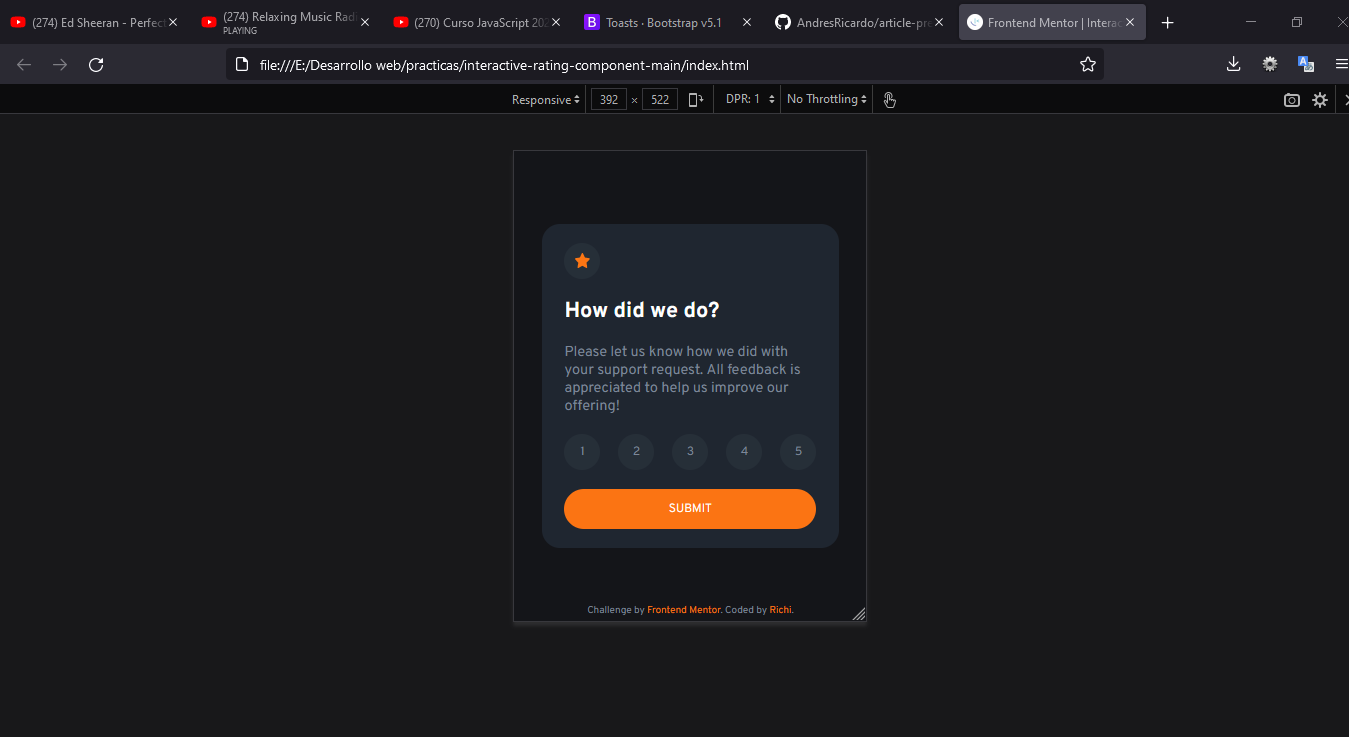 (274) Ed Sheeran - Perfect
(274) Relaxing Music Radi
PLAYING
(270) Curso JavaScript 202
Toasts · Bootstrap v5.1
AndresRicardo/article-pre
Frontend Mentor | Interac
file:///E:/Desarrollo web/practicas/interactive-rating-component-main/index.html
Responsive 392 × 522 DPR: 1 No Throttling
How did we do?
Please let us know how we did with
your support request. All feedback is
appreciated to help us improve our
offering!
1 2 3 4 5
SUBMIT
Challenge by Frontend Mentor. Coded by Richi.